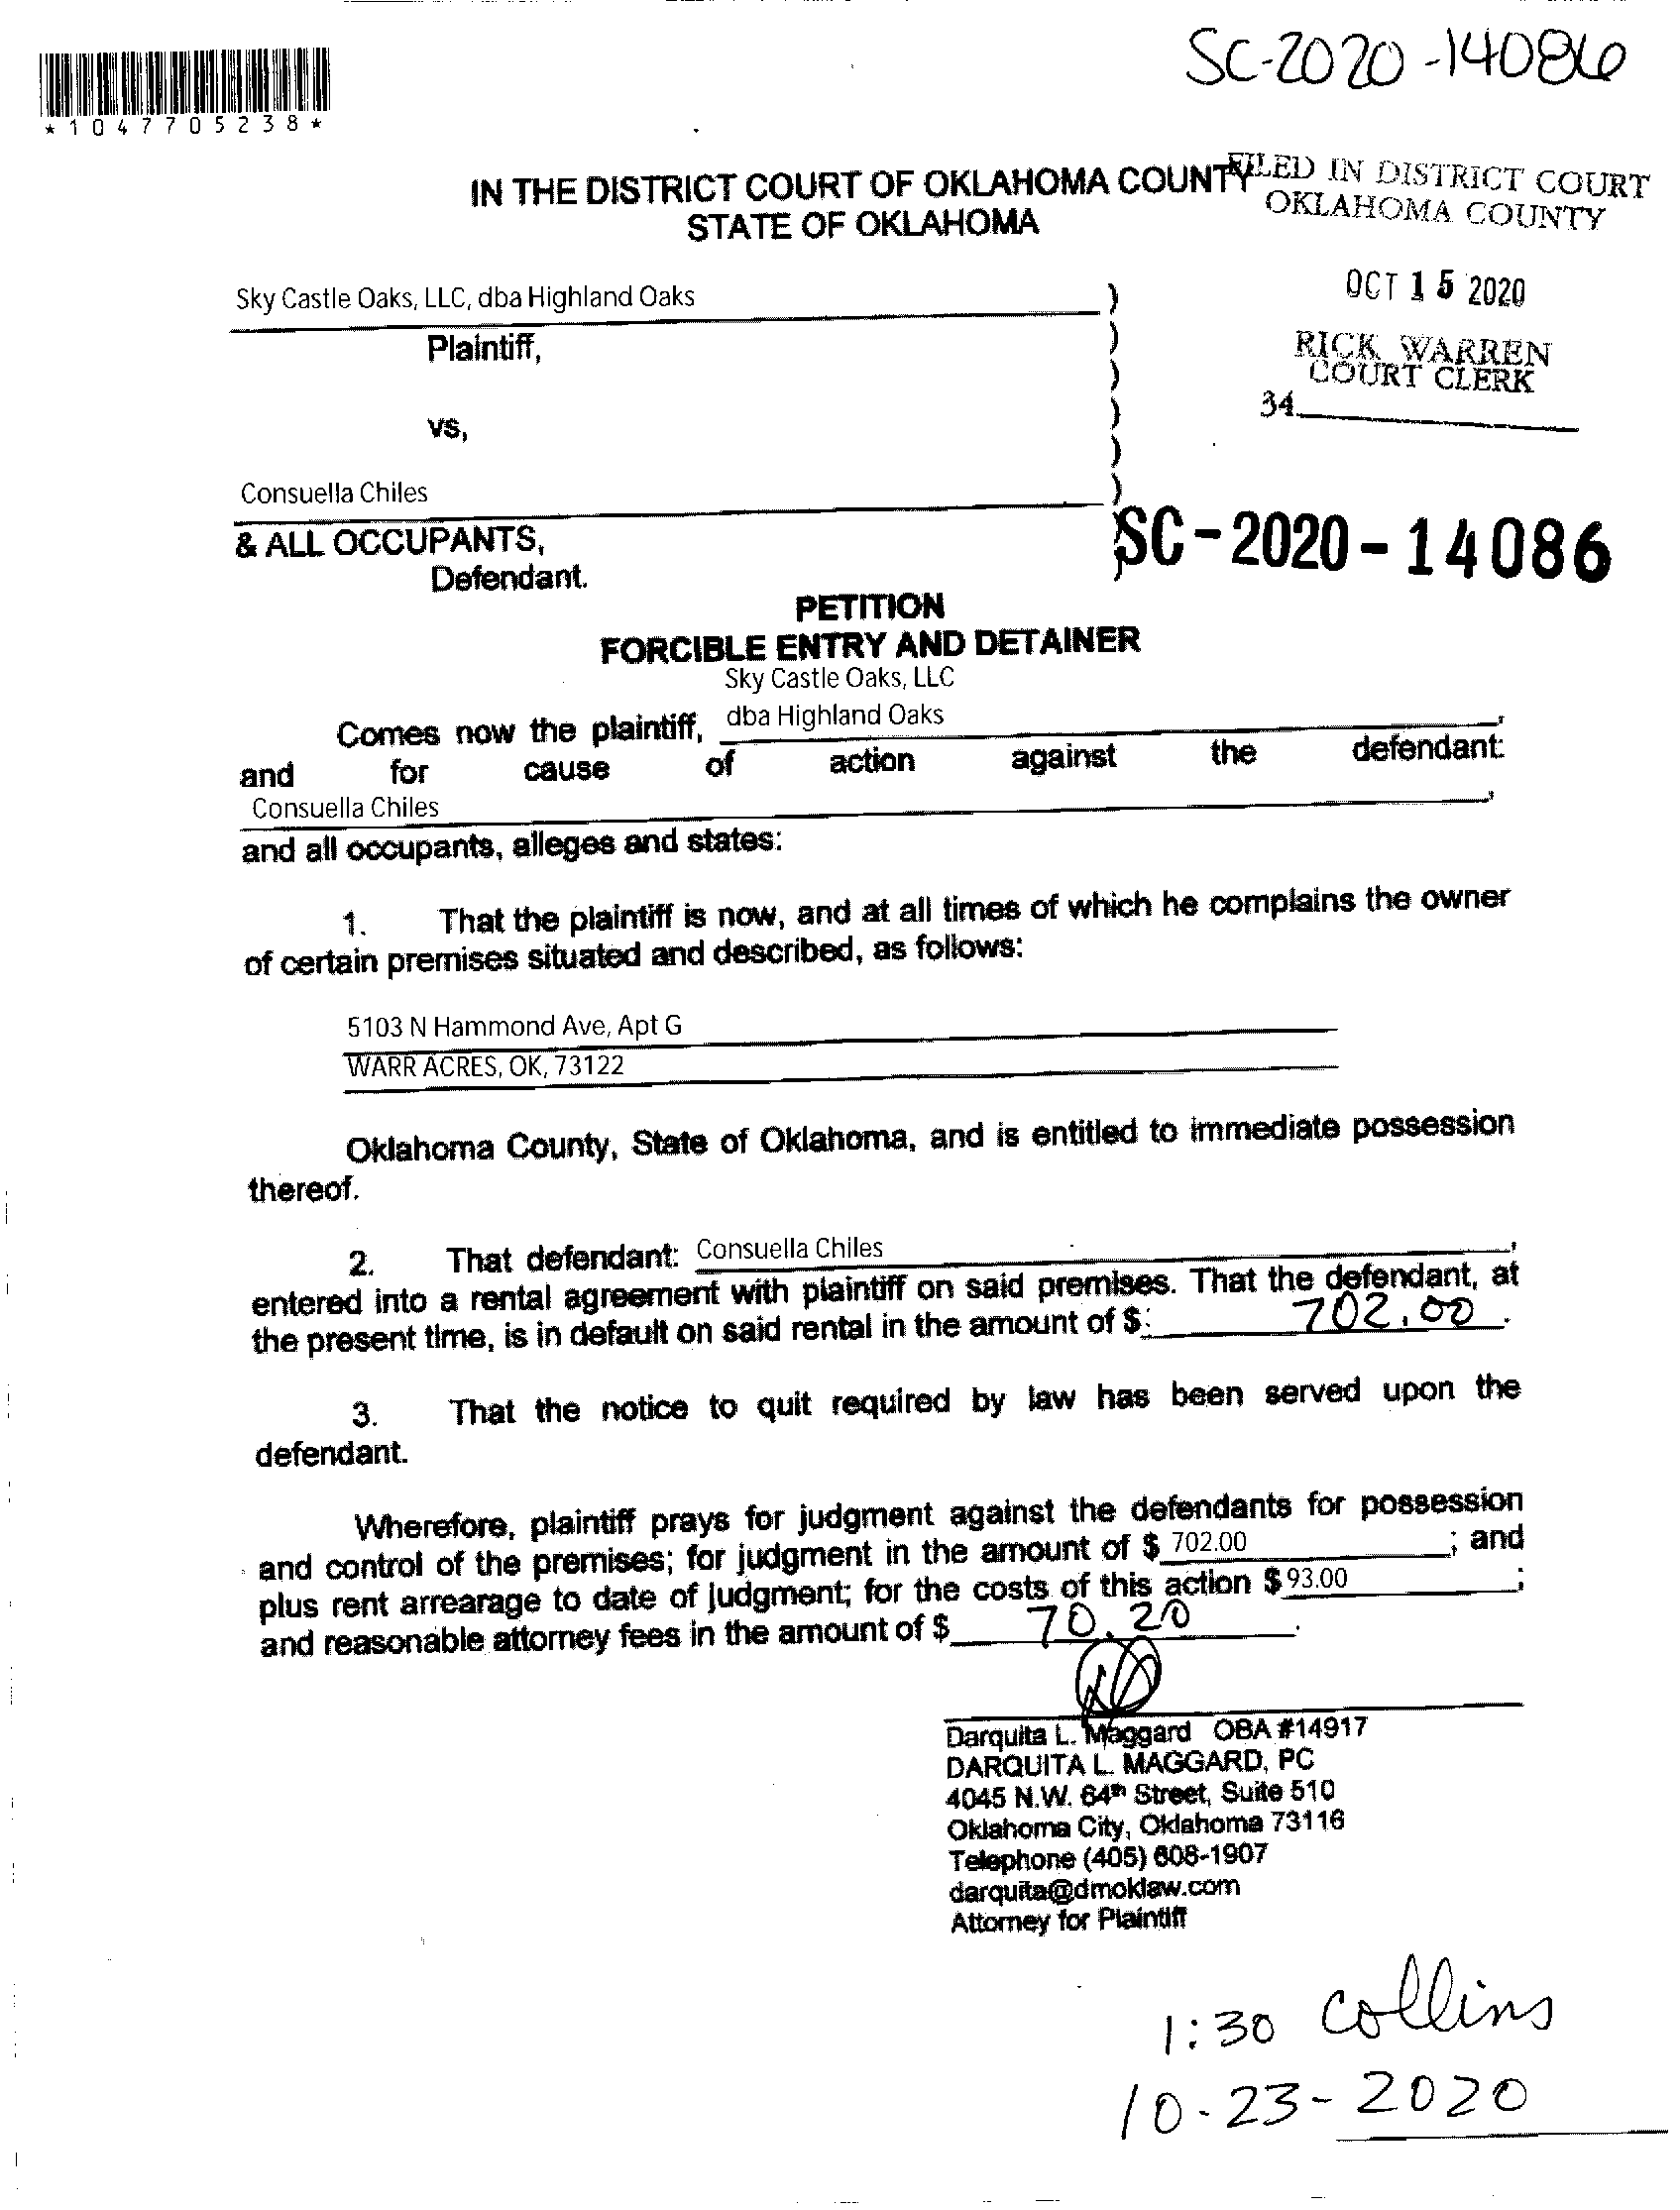 SC-2020-14086
*1047705238*
IN THE DISTRICT COURT OF OKLAHOMA COUNTY
STATE OF OKLAHOMA
FILED IN DISTRICT COURT
OKLAHOMA COUNTY
OCT 15 2020
RICK WARREN
COURT CLERK
34
Sky Castle Oaks, LLC, dba Highland Oaks )
Plaintiff, )
)
vs, )
)
Consuella Chiles )
& ALL OCCUPANTS, )
Defendant.
SC-2020-14086
PETITION
FORCIBLE ENTRY AND DETAINER
Sky Castle Oaks, LLC
Comes now the plaintiff, dba Highland Oaks,
and for cause of action against the defendant:
Consuella Chiles,
and all occupants, alleges and states:
1. That the plaintiff is now, and at all times of which he complains the owner
of certain premises situated and described, as follows:
5103 N Hammond Ave, Apt G
WARR ACRES, OK, 73122
Oklahoma County, State of Oklahoma, and is entitled to immediate possession
thereof.
2. That defendant: Consuella Chiles,
entered into a rental agreement with plaintiff on said premises. That the defendant, at
the present time, is in default on said rental in the amount of $: 702.00.
3. That the notice to quit required by law has been served upon the
defendant.
Wherefore, plaintiff prays for judgment against the defendants for possession
and control of the premises; for judgment in the amount of $ 702.00; and
plus rent arrearage to date of judgment; for the costs of this action $ 93.00;
and reasonable attorney fees in the amount of $ 70.20.
Darquita L. Maggard OBA #14917
DARQUITA L. MAGGARD, PC
4045 N.W. 64th Street, Suite 510
Oklahoma City, Oklahoma 73116
Telephone (405) 608-1907
darquita@dmoklaw.com
Attorney for Plaintiff
1:30 Collins
10-23-2020